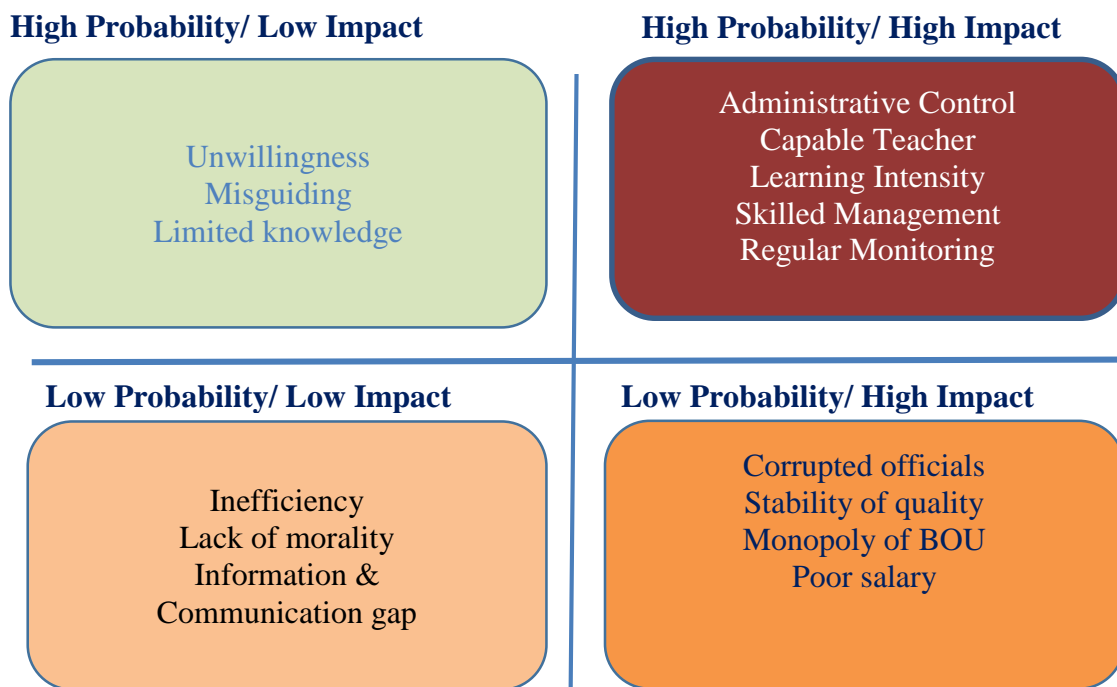 High Probability/ Low Impact
Unwillingness
Misguiding
Limited knowledge
High Probability/ High Impact
Administrative Control
Capable Teacher
Learning Intensity
Skilled Management
Regular Monitoring
Low Probability/ Low Impact
Inefficiency
Lack of morality
Information &
Communication gap
Low Probability/ High Impact
Corrupted officials
Stability of quality
Monopoly of BOU
Poor salary